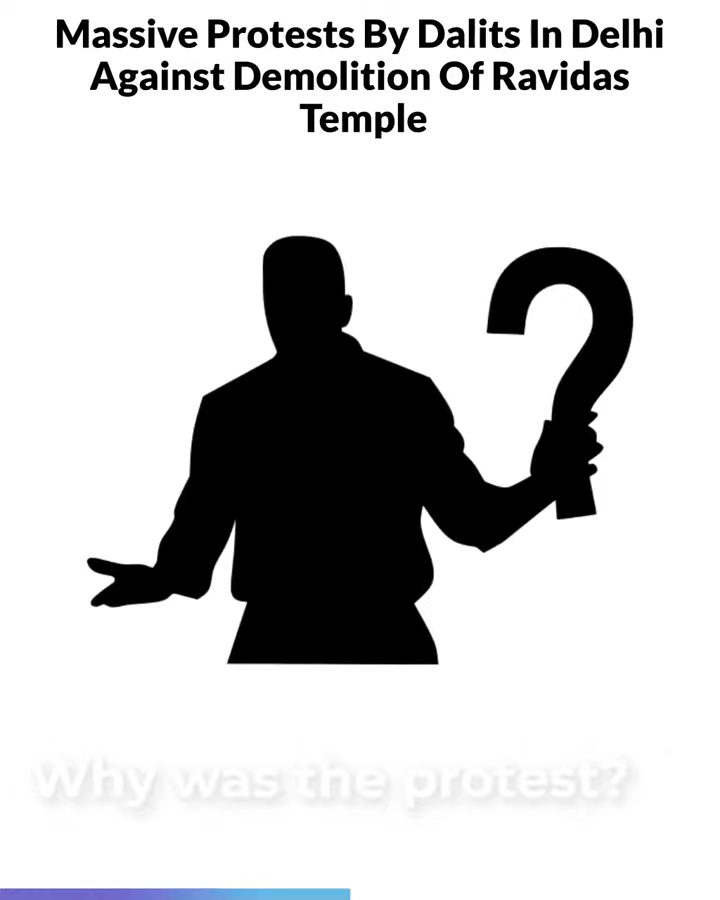 Massive Protests By Dalits In Delhi
Against Demolition Of Ravidas
Temple
Why was the protest?